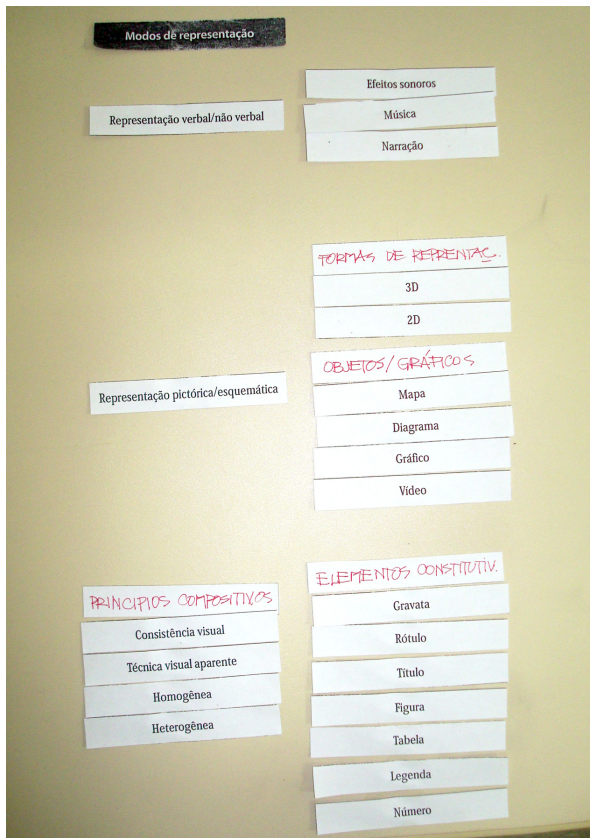 Modos de representação
Efeitos sonoros
Representação verbal/não verbal
Música
Narração
FORMAS DE REPRENTAÇ.
3D
2D
OBJETOS/GRÁFICOS
Representação pictórica/esquemática
Mapa
Diagrama
Gráfico
Vídeo
PRINCIPIOS COMPOSITIVOS
Consistência visual
Técnica visual aparente
Homogênea
Heterogênea
ELEMENTOS CONSTITUTIV.
Gravata
Rótulo
Título
Figura
Tabela
Legenda
Número